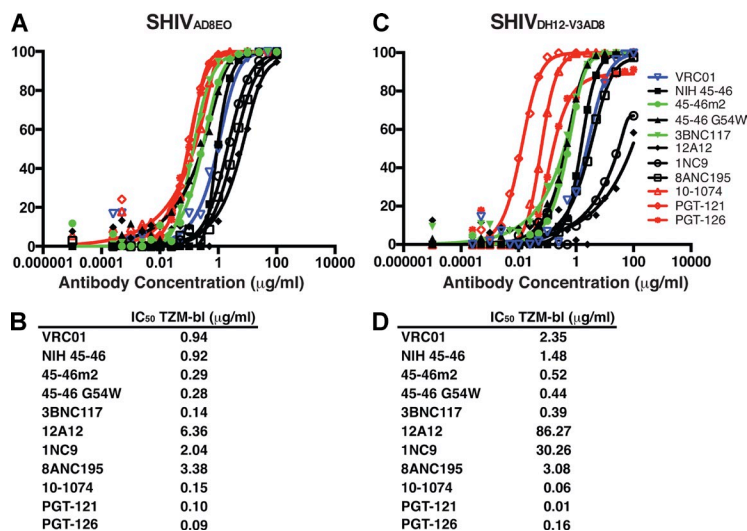 A SHIVAD8EO
100
80
60
40
20
0
0.000001 0.0001 0.01 1 100 10000
Antibody Concentration (μg/ml)
B IC50 TZM-bl (μg/ml)
VRC01 0.94
NIH 45-46 0.92
45-46m2 0.29
45-46 G54W 0.28
3BNC117 0.14
12A12 6.36
1NC9 2.04
8ANC195 3.38
10-1074 0.15
PGT-121 0.10
PGT-126 0.09
C SHIVDH12-V3AD8
100
80
60
40
20
0
0.000001 0.0001 0.01 1 100 10000
Antibody Concentration (μg/ml)
VRC01
NIH 45-46
45-46m2
45-46 G54W
3BNC117
12A12
1NC9
8ANC195
10-1074
PGT-121
PGT-126
D IC50 TZM-bl (μg/ml)
VRC01 2.35
NIH 45-46 1.48
45-46m2 0.52
45-46 G54W 0.44
3BNC117 0.39
12A12 86.27
1NC9 30.26
8ANC195 3.08
10-1074 0.06
PGT-121 0.01
PGT-126 0.16